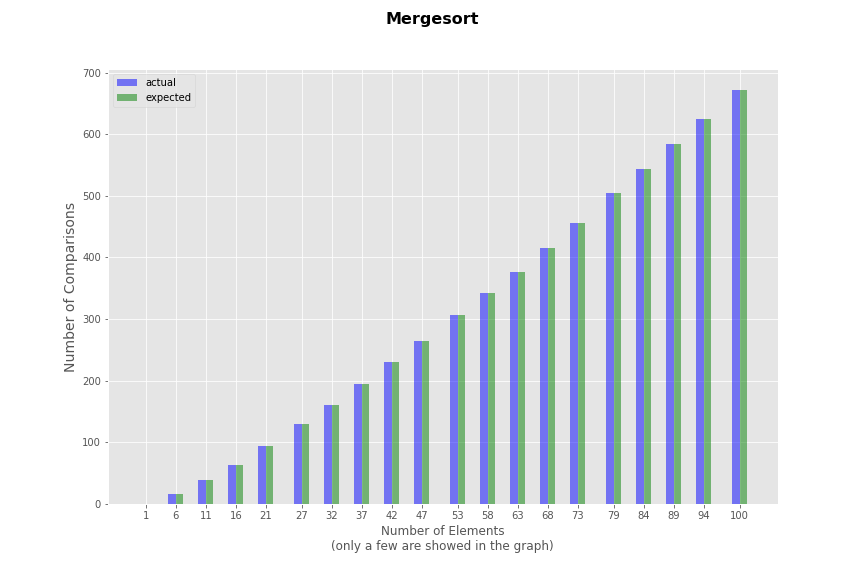 Mergesort
actual
expected
700
600
500
400
300
200
100
0
Number of Comparisons
1 6 11 16 21 27 32 37 42 47 53 58 63 68 73 79 84 89 94 100
Number of Elements
(only a few are showed in the graph)